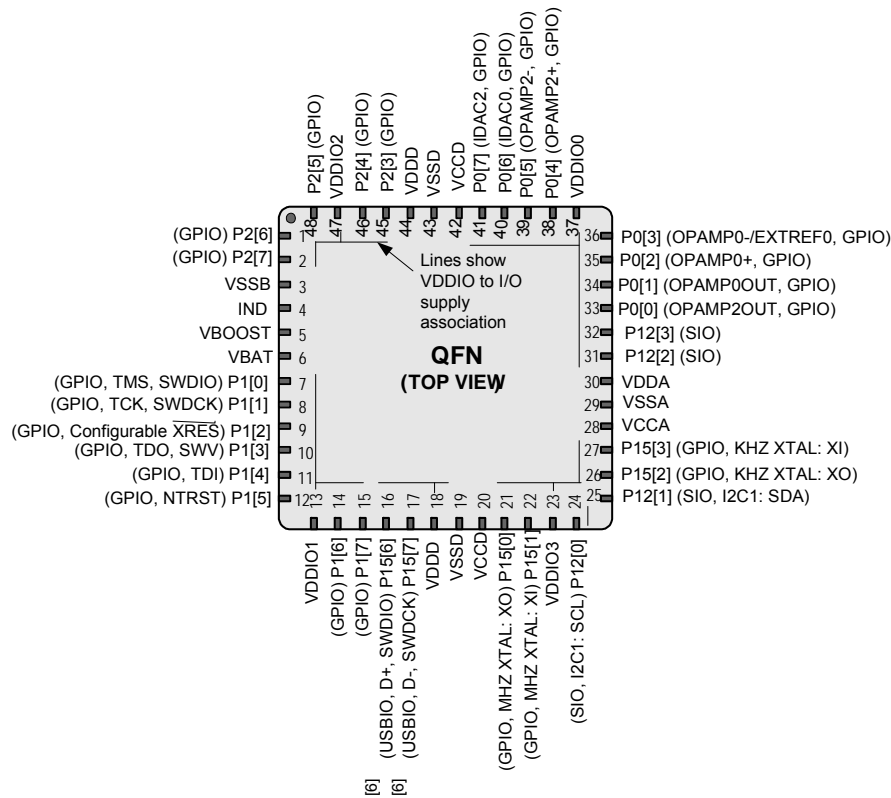 P2[5] (GPIO)
VDDIO2
P2[4] (GPIO)
P2[3] (GPIO)
VDDD
VSSD
VCCD
P0[7] (IDAC2, GPIO)
P0[6] (IDAC0, GPIO)
P0[5] (OPAMP2-, GPIO)
P0[4] (OPAMP2+, GPIO)
VDDIO0
48
47
46
45
44
43
42
41
40
39
38
37
(GPIO) P2[6] 1
(GPIO) P2[7] 2
VSSB 3
IND 4
VBOOST 5
VBAT 6
(GPIO, TMS, SWDIO) P1[0] 7
(GPIO, TCK, SWDCK) P1[1] 8
(GPIO, Configurable XRES) P1[2] 9
(GPIO, TDO, SWV) P1[3] 10
(GPIO, TDI) P1[4] 11
(GPIO, NTRST) P1[5] 12
Lines show
VDDIO to I/O
supply
association
QFN
(TOP VIEW)
36 P0[3] (OPAMP0-/EXTREF0, GPIO)
35 P0[2] (OPAMP0+, GPIO)
34 P0[1] (OPAMP0OUT, GPIO)
33 P0[0] (OPAMP2OUT, GPIO)
32 P12[3] (SIO)
31 P12[2] (SIO)
30 VDDA
29 VSSA
28 VCCA
27 P15[3] (GPIO, KHZ XTAL: XI)
26 P15[2] (GPIO, KHZ XTAL: XO)
25 P12[1] (SIO, I2C1: SDA)
13
14
15
16
17
18
19
20
21
22
23
24
VDDIO1
(GPIO) P1[6]
(GPIO) P1[7]
(USBIO, D+, SWDIO) P15[6]
(USBIO, D-, SWDCK) P15[7]
VDDD
VSSD
VCCD
(GPIO, MHZ XTAL: XO) P15[0]
(GPIO, MHZ XTAL: XI) P15[1]
VDDIO3
(SIO, I2C1: SCL) P12[0]
[6]
[6]